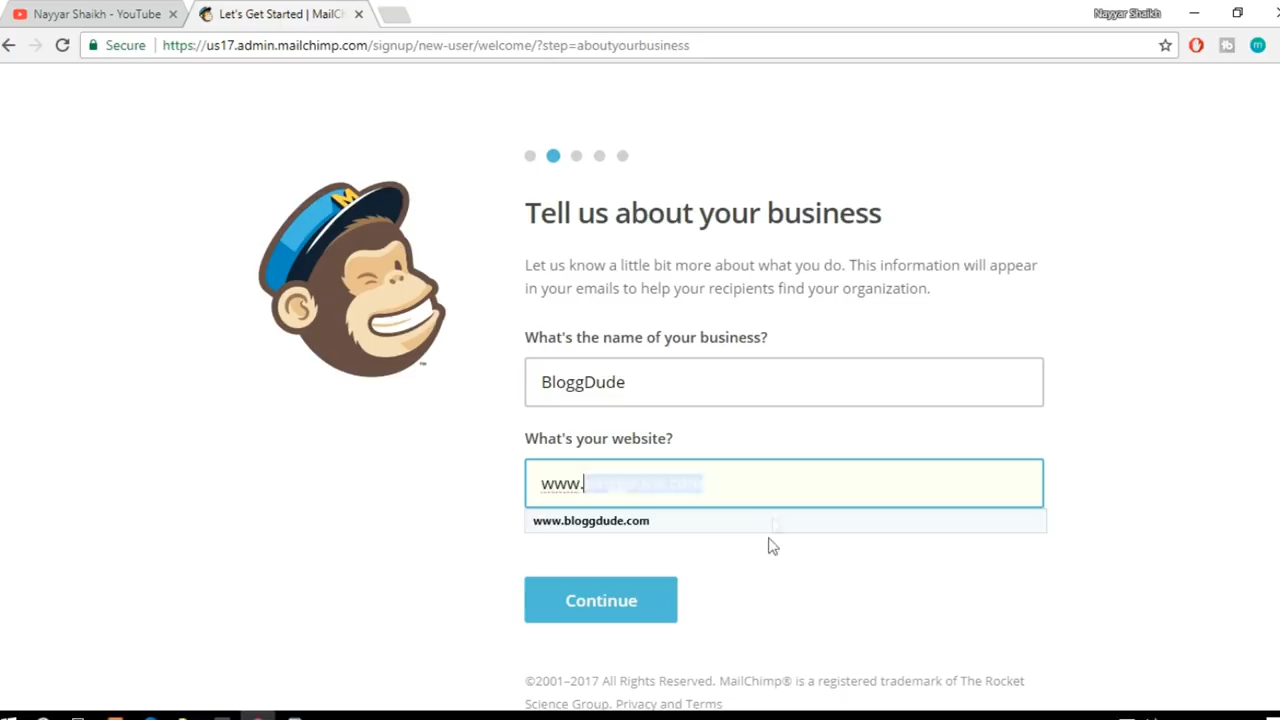 Nayyar Shaikh - YouTube
Let's Get Started | MailC
Nayyar Shaikh
Secure
https://us17.admin.mailchimp.com/signup/new-user/welcome/?step=aboutyourbusiness
M
™
Tell us about your business
Let us know a little bit more about what you do. This information will appear
in your emails to help your recipients find your organization.
What's the name of your business?
BloggDude
What's your website?
www.
www.bloggdude.com
Continue
©2001–2017 All Rights Reserved. MailChimp® is a registered trademark of The Rocket
Science Group. Privacy and Terms